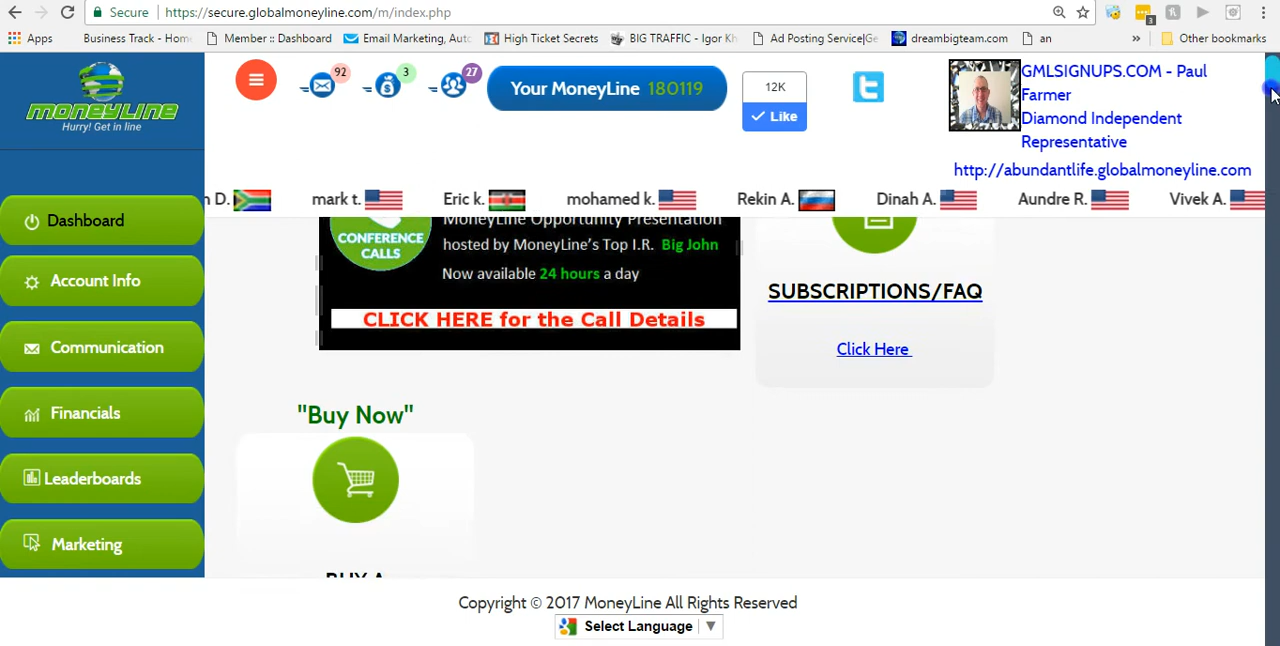 Secure
https://secure.globalmoneyline.com/m/index.php
3
Apps
Business Track - Hom
Member :: Dashboard
Email Marketing, Auto
High Ticket Secrets
BIG TRAFFIC - Igor Kh
Ad Posting Service|Ge
dreambigteam.com
an
»
Other bookmarks
MONEYLINE
Hurry! Get in line
92
3
27
Your MoneyLine 180119
12K
Like
GMLSIGNUPS.COM - Paul
Farmer
Diamond Independent
Representative
http://abundantlife.globalmoneyline.com
n D.
mark t.
Eric k.
mohamed k.
Rekin A.
Dinah A.
Aundre R.
Vivek A.
Dashboard
Account Info
Communication
Financials
Leaderboards
Marketing
CONFERENCE
CALLS
MoneyLine Opportunity Presentation
hosted by MoneyLine's Top I.R. Big John
Now available 24 hours a day
CLICK HERE for the Call Details
SUBSCRIPTIONS/FAQ
Click Here
"Buy Now"
BUY A
Copyright © 2017 MoneyLine All Rights Reserved
Select Language ▼